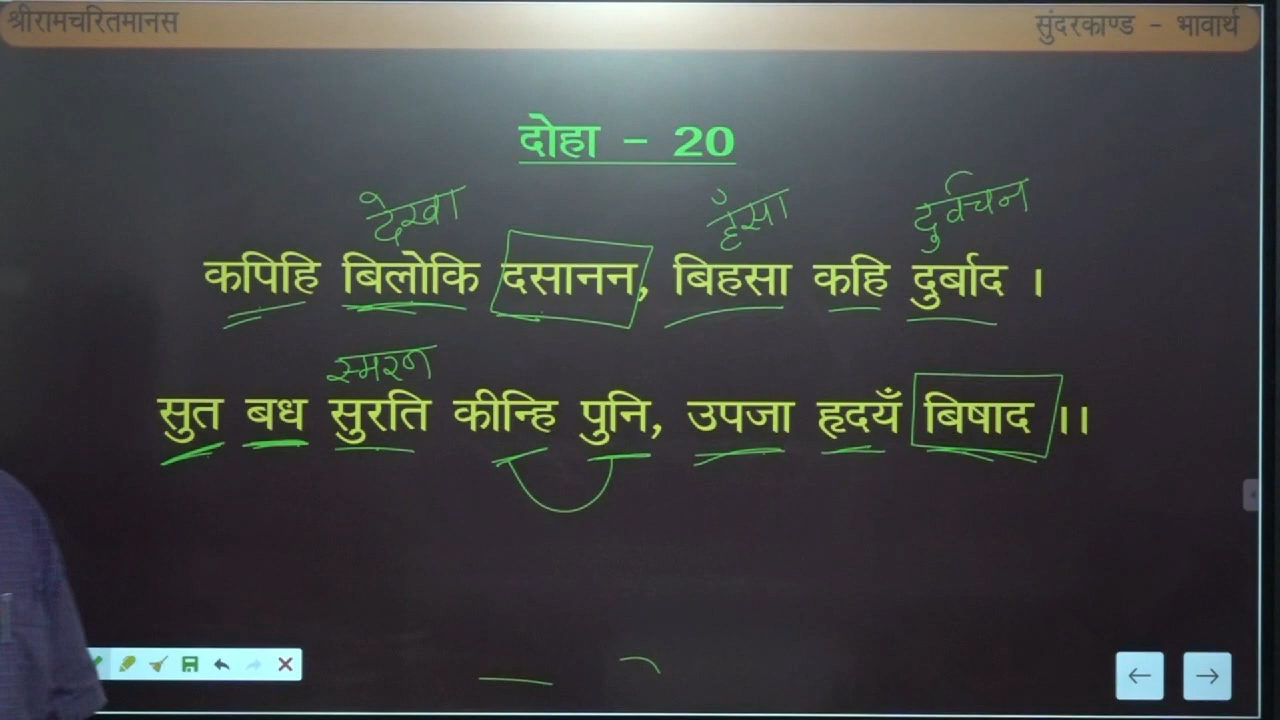 श्रीरामचरितमानस
सुंदरकाण्ड - भावार्थ
दोहा - 20
देखा हँसा दुर्वचन
कपिहि बिलोकि दसानन, बिहसा कहि दुर्बाद ।
स्मरण
सुत बध सुरति कीन्हि पुनि, उपजा हृदयँ बिषाद ।।